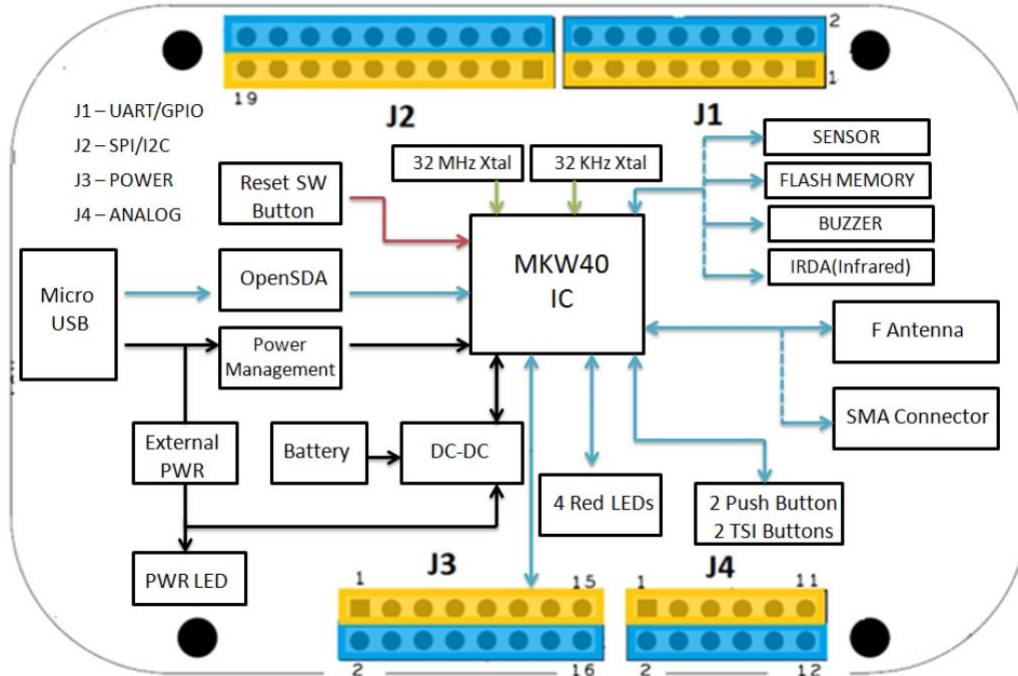 2
1
19
J2
J1
J1 – UART/GPIO
J2 – SPI/I2C
J3 – POWER
J4 – ANALOG
32 MHz Xtal
32 KHz Xtal
SENSOR
FLASH MEMORY
BUZZER
IRDA(Infrared)
Reset SW
Button
MKW40
IC
Micro
USB
OpenSDA
Power
Management
F Antenna
SMA Connector
External
PWR
Battery
DC-DC
4 Red LEDs
2 Push Button
2 TSI Buttons
PWR LED
J3
J4
1
15
1
11
2
16
2
12